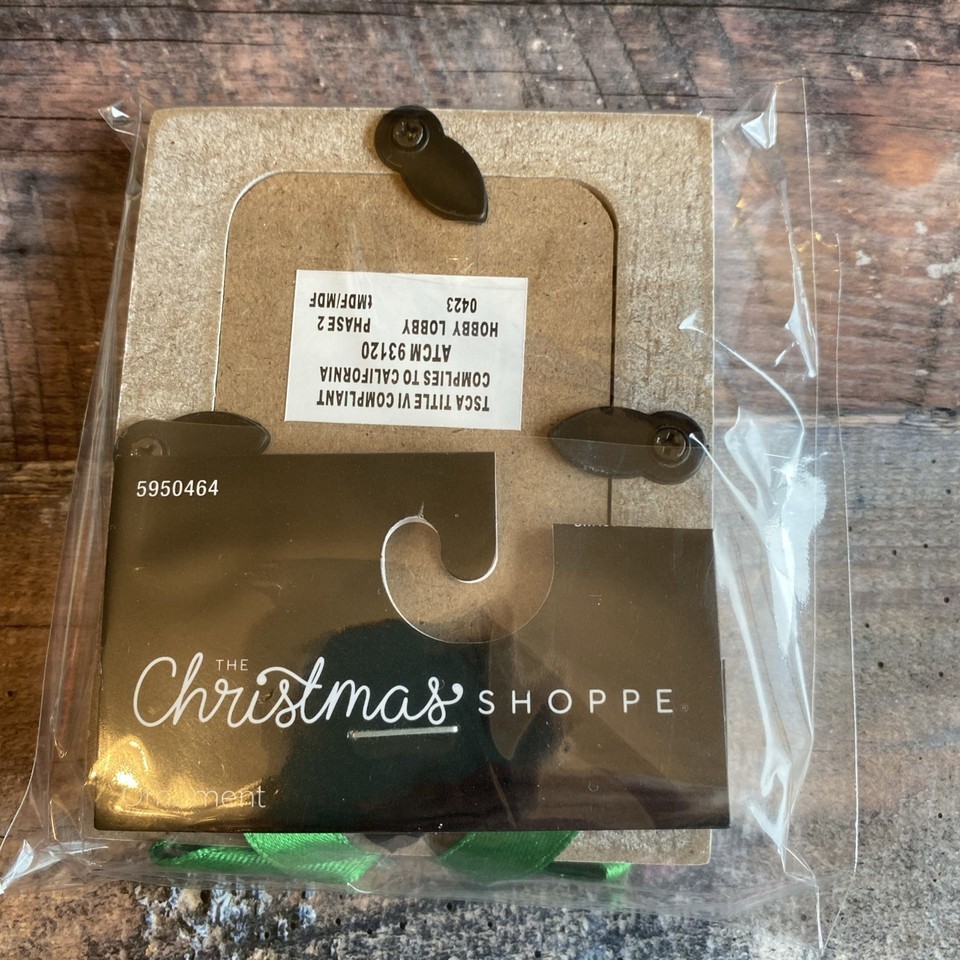 TSCA TITLE VI COMPLIANT
COMPLIES TO CALIFORNIA
ATCM 93120
HOBBY LOBBY PHASE 2
0423 tMDF/MDF
5950464
THE
Christmas SHOPPE®
Ornament